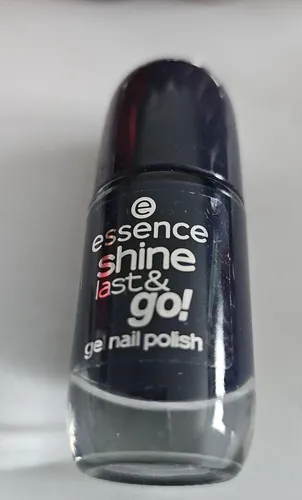 e
essence
shine
last&
go!
gel nail polish